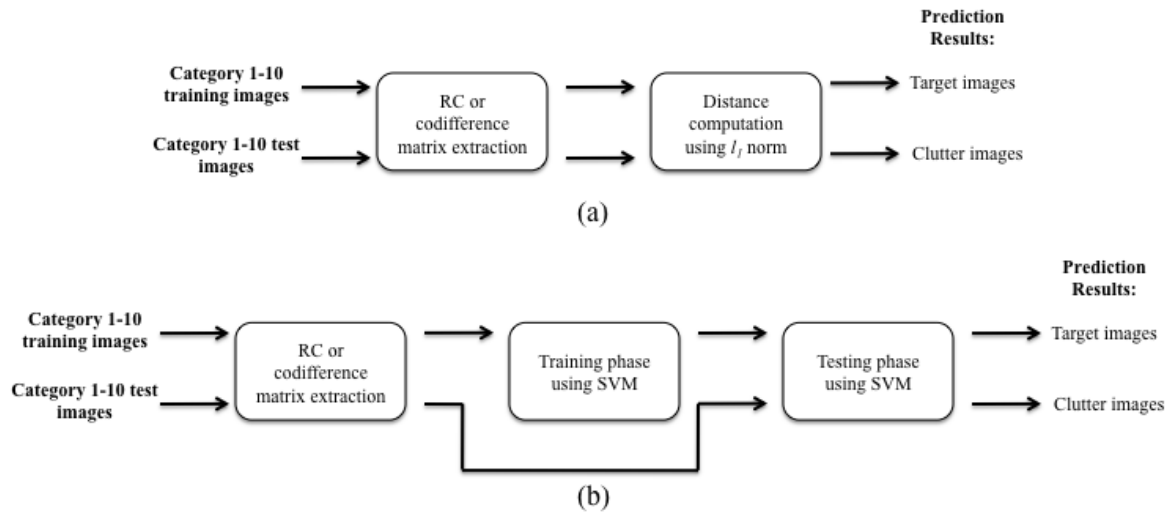 Prediction
Results:
Category 1-10
training images
RC or
codifference
matrix extraction
Distance
computation
using l₁ norm
Target images
Category 1-10 test
images
Clutter images
(a)
Prediction
Results:
Category 1-10
training images
RC or
codifference
matrix extraction
Training phase
using SVM
Testing phase
using SVM
Target images
Category 1-10 test
images
Clutter images
(b)